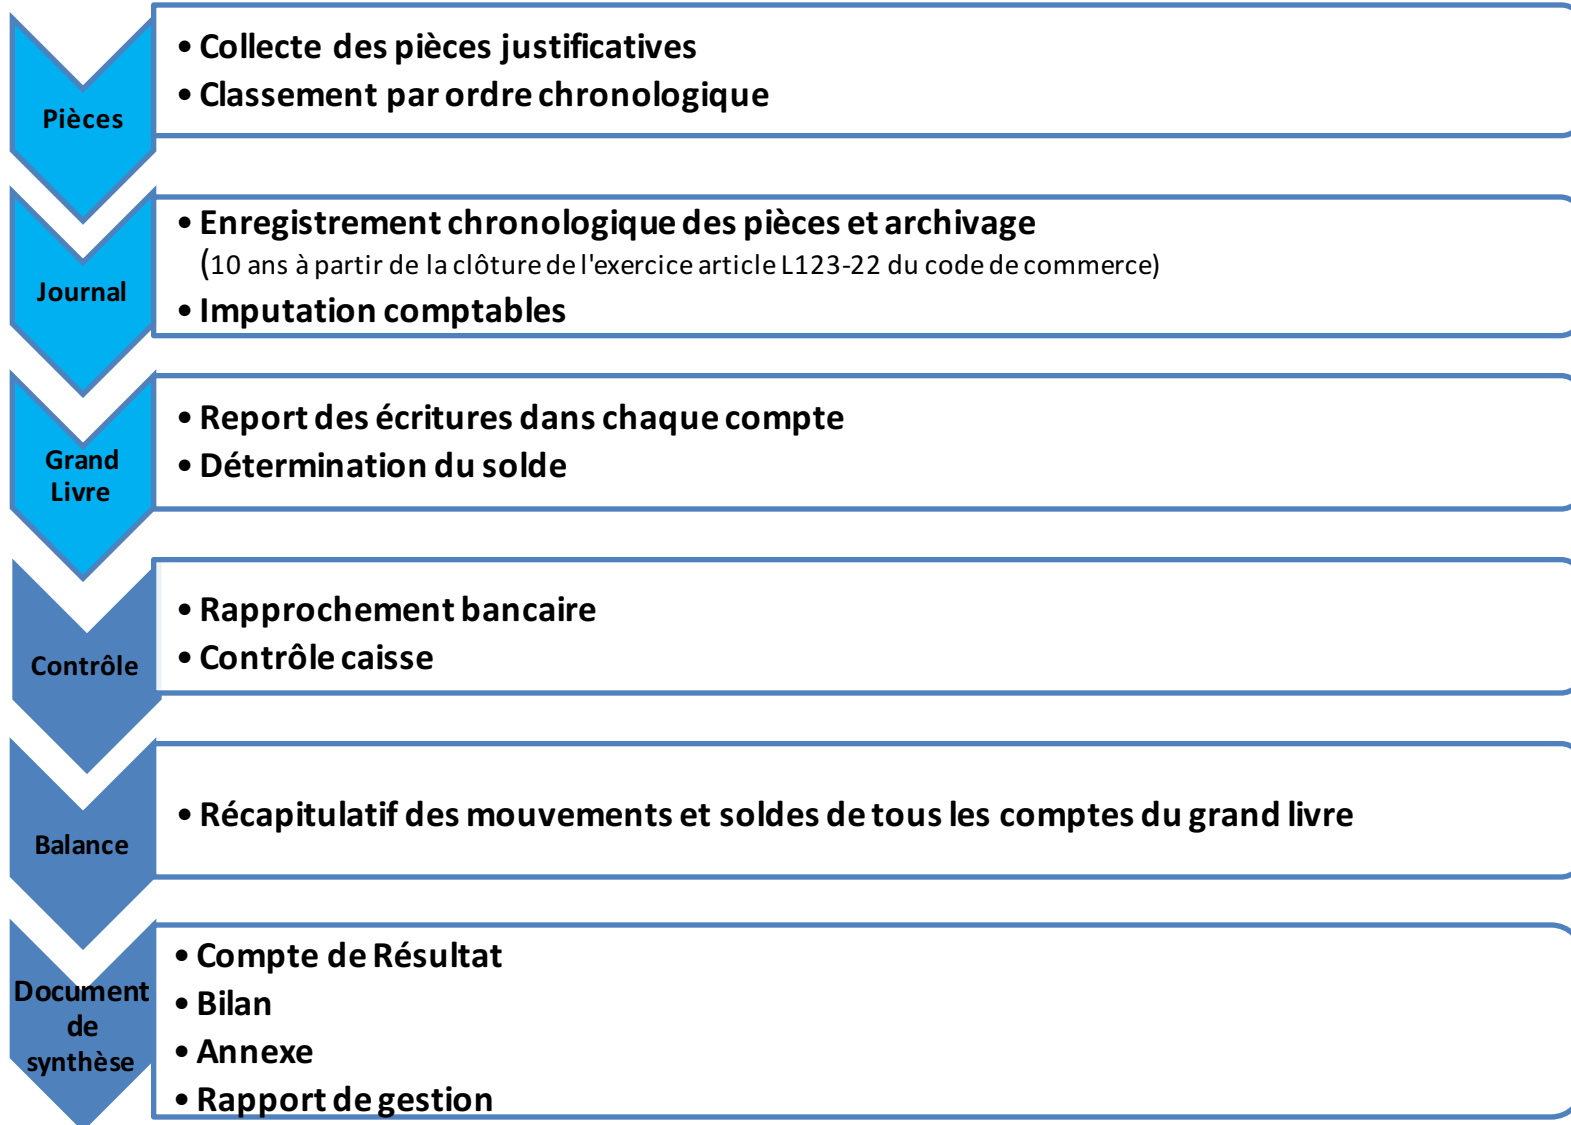 Pièces
• Collecte des pièces justificatives
• Classement par ordre chronologique
Journal
• Enregistrement chronologique des pièces et archivage
(10 ans à partir de la clôture de l'exercice article L123-22 du code de commerce)
• Imputation comptables
Grand
Livre
• Report des écritures dans chaque compte
• Détermination du solde
Contrôle
• Rapprochement bancaire
• Contrôle caisse
Balance
• Récapitulatif des mouvements et soldes de tous les comptes du grand livre
Document
de
synthèse
• Compte de Résultat
• Bilan
• Annexe
• Rapport de gestion